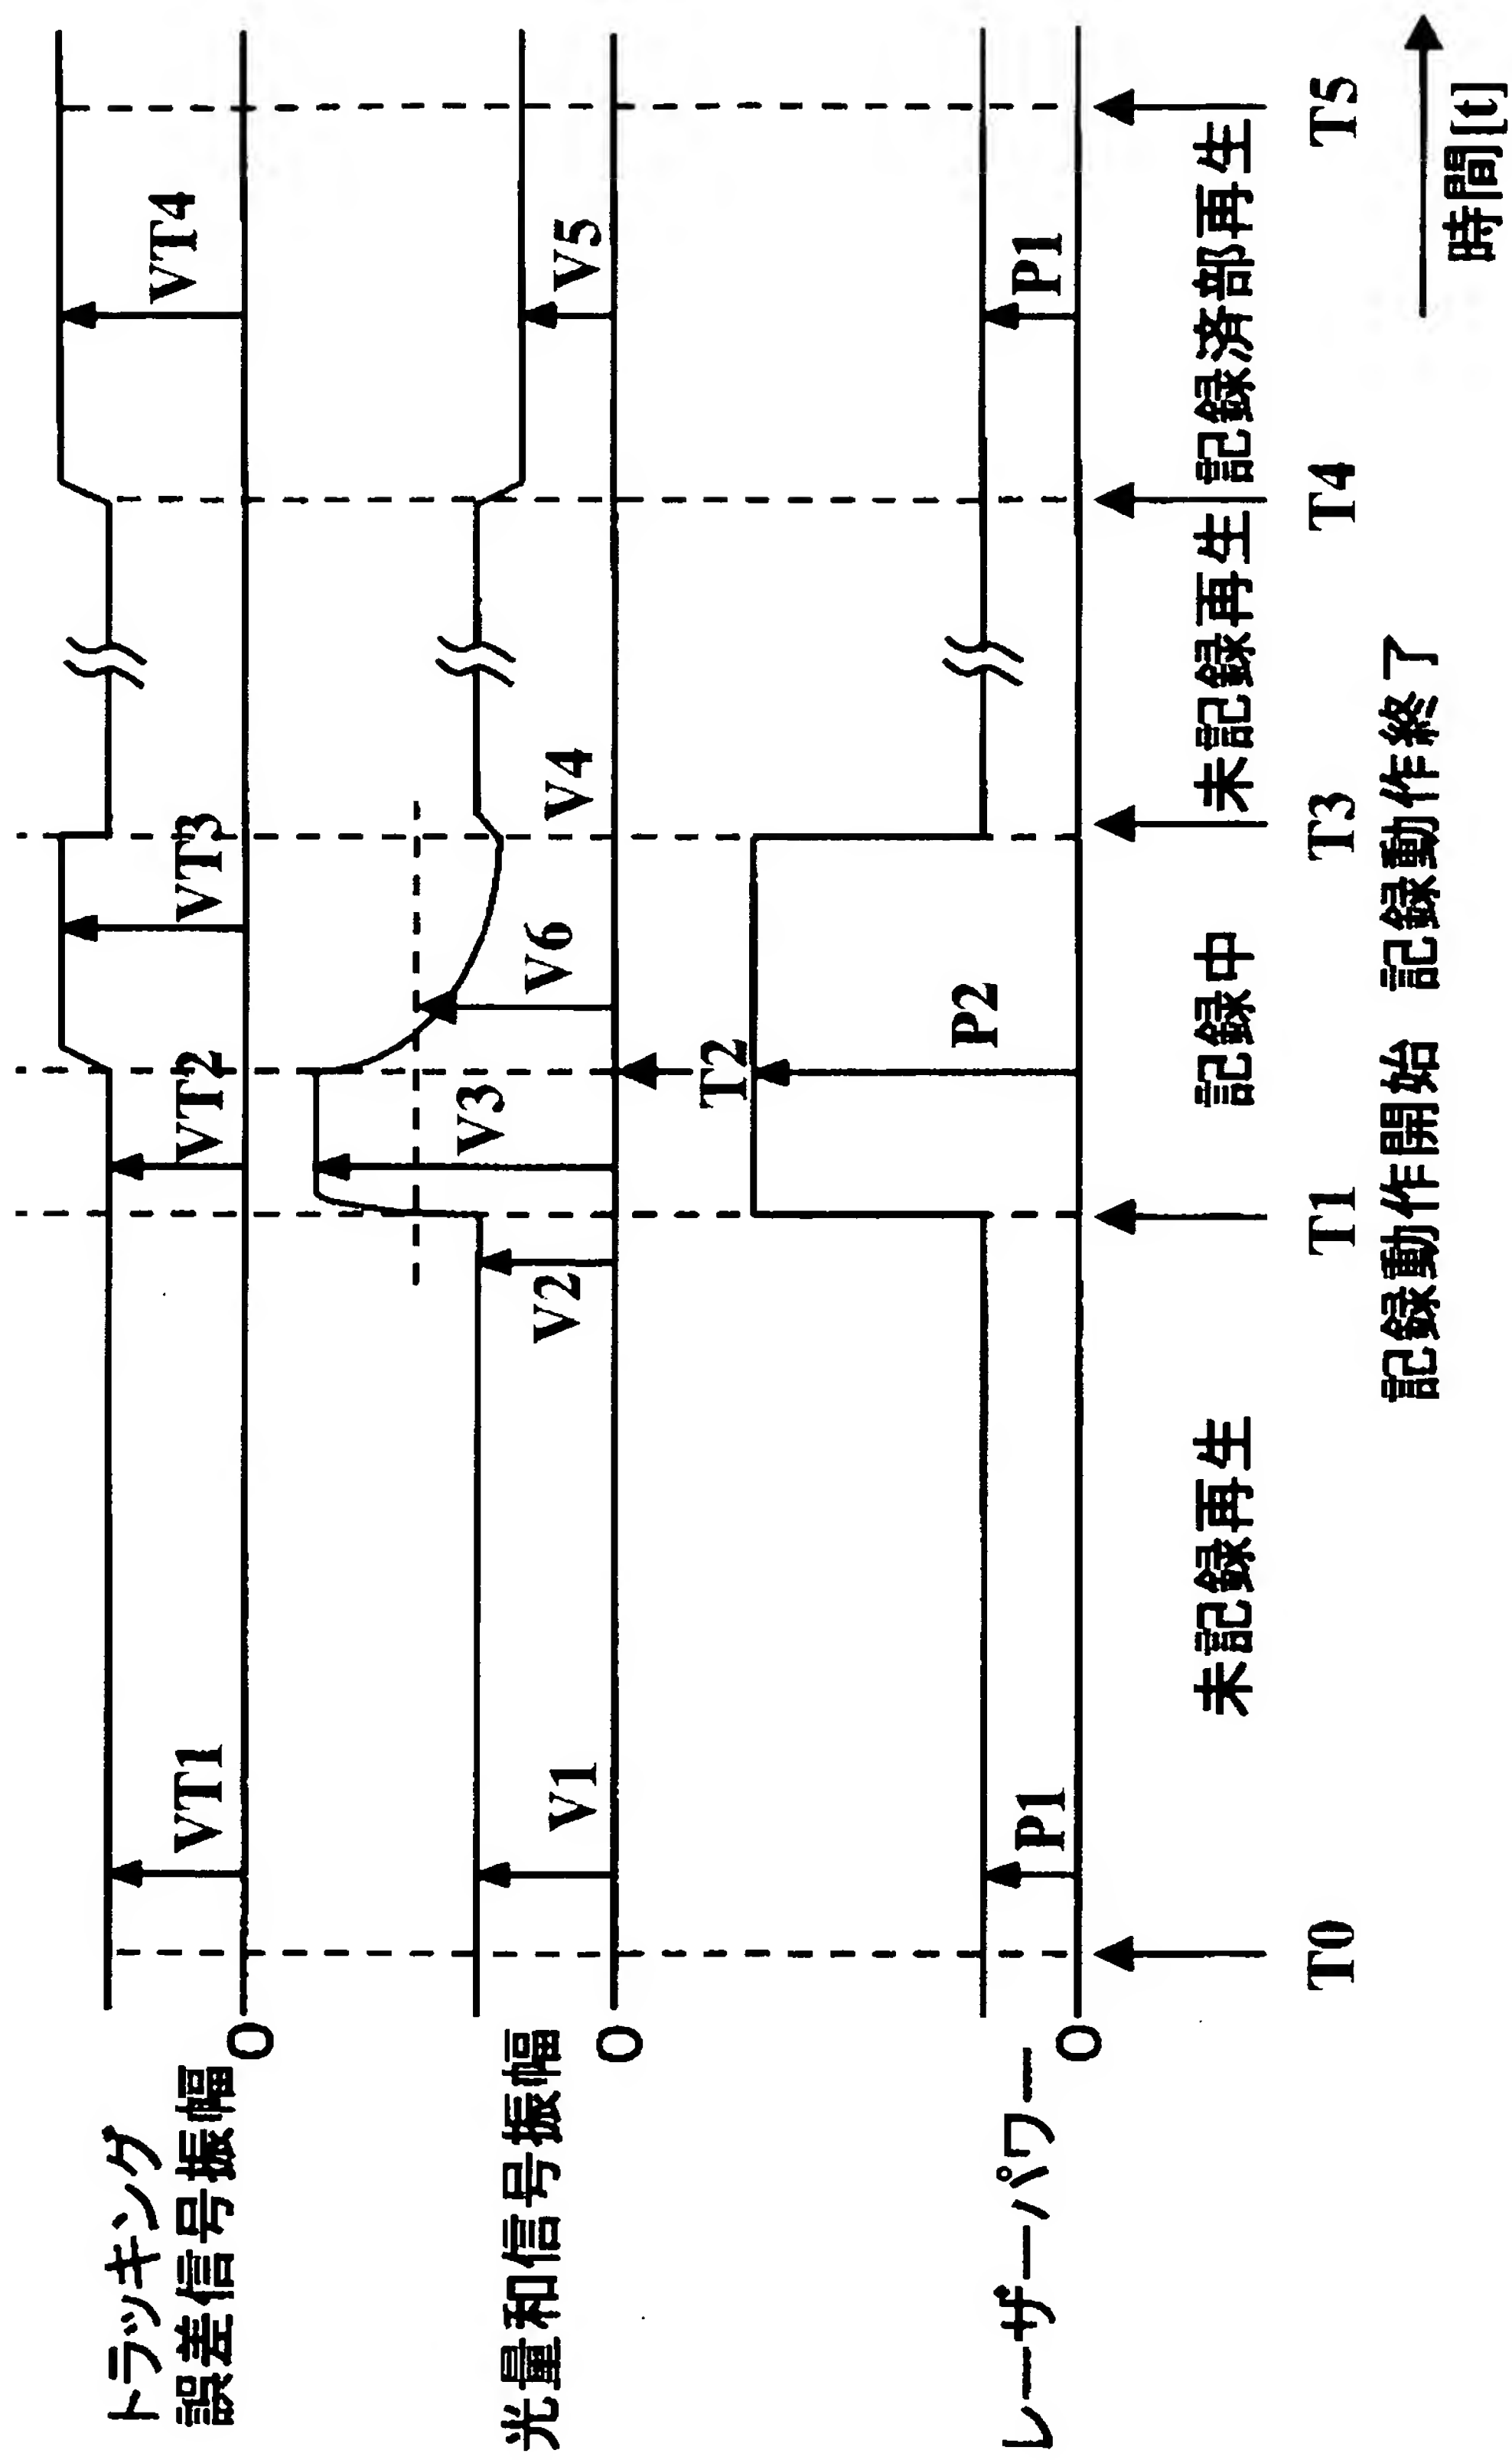 トラッキング
誤差信号振幅
0
VT1
VT2
VT3
VT4
光量和信号振幅
0
V1
V2
V3
V6
V4
V5
T2
レーザーパワー
0
P1
P2
P1
未記録再生
記録中
未記録再生
記録済部再生
T0
T1
T3
T4
T5
記録動作開始
記録動作終了
時間[t]